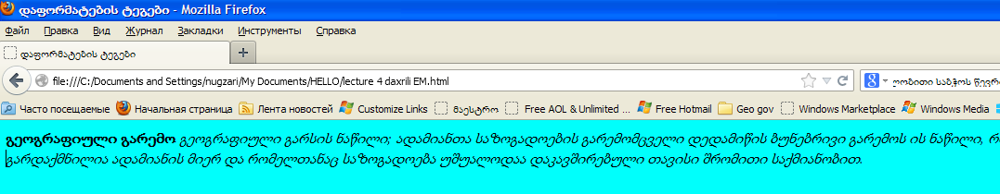 დაფორმატების ტეგები - Mozilla Firefox
Файл Правка Вид Журнал Закладки Инструменты Справка
დაფორმატების ტეგები
file:///C:/Documents and Settings/nugzari/My Documents/HELLO/lecture 4 daxrili EM.html ღობითი საბჭოს წევრ
Часто посещаемые Начальная страница Лента новостей Customize Links მაესტრო Free AOL & Unlimited ... Free Hotmail Geo gov Windows Marketplace Windows Media
გეოგრაფიული გარემო გეოგრაფიული გარსის ნაწილი; ადამიანთა საზოგადოების გარემომცველი დედამიწის ბუნებრივი გარემოს ის ნაწილი,
გარდაქმნილია ადამიანის მიერ და რომელთანაც საზოგადოება უშუალოდაა დაკავშირებული თავისი შრომითი საქმიანობით.